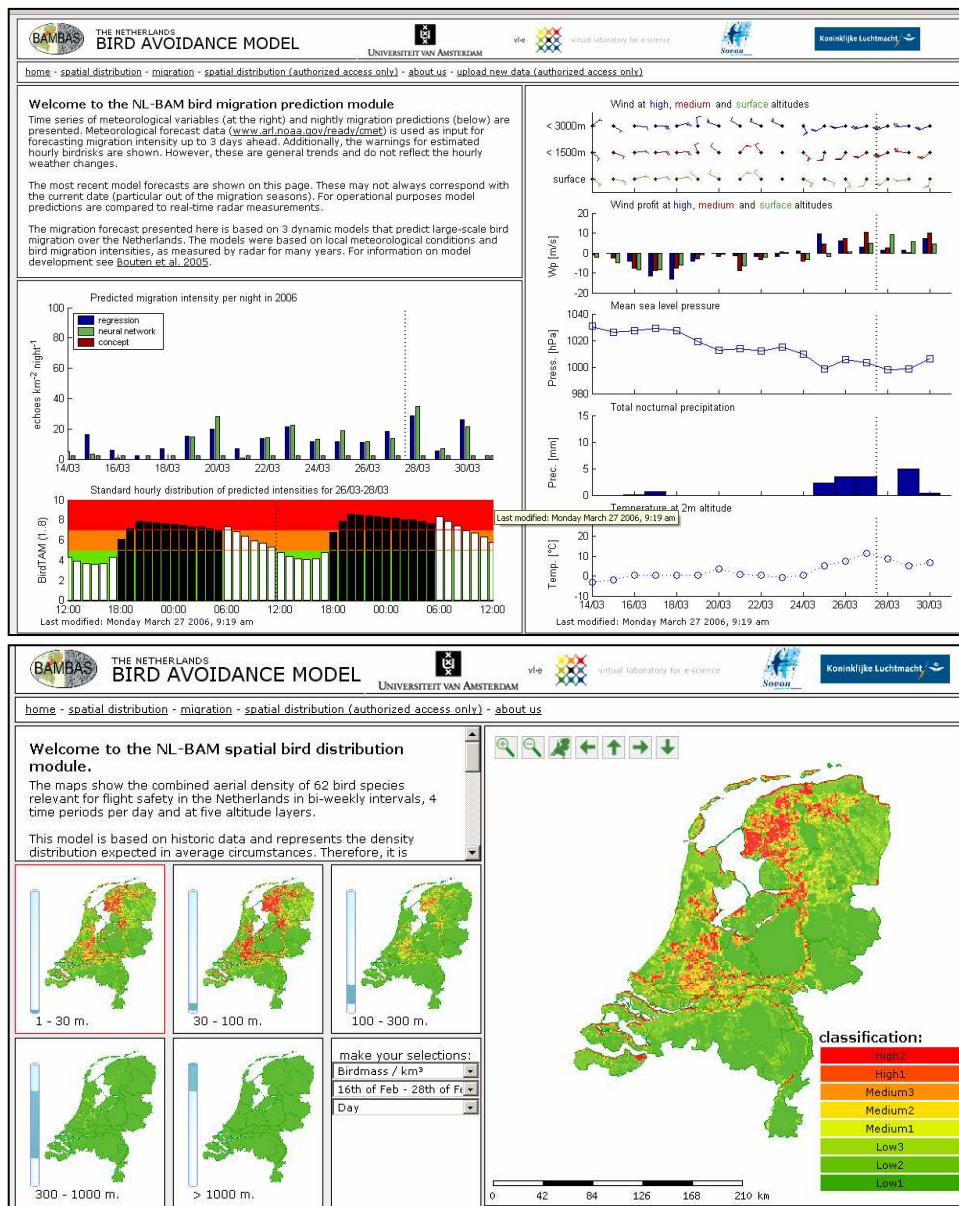 BAMBAS
THE NETHERLANDS
BIRD AVOIDANCE MODEL
UNIVERSITEIT VAN AMSTERDAM
vl·e
virtual laboratory for e-science
Sovon
Koninklijke Luchtmacht
home - spatial distribution - migration - spatial distribution (authorized access only) - about us - upload new data (authorized access only)
Welcome to the NL-BAM bird migration prediction module
Time series of meteorological variables (at the right) and nightly migration predictions (below) are
presented. Meteorological forecast data (www.arl.noaa.gov/ready/cmet) is used as input for
forecasting migration intensity up to 3 days ahead. Additionally, the warnings for estimated
hourly birdrisks are shown. However, these are general trends and do not reflect the hourly
weather changes.
The most recent model forecasts are shown on this page. These may not always correspond with
the current date (particular out of the migration seasons). For operational purposes model
predictions are compared to real-time radar measurements.
The migration forecast presented here is based on 3 dynamic models that predict large-scale bird
migration over the Netherlands. The models were based on local meteorological conditions and
bird migration intensities, as measured by radar for many years. For information on model
development see Bouten et al. 2005.
Predicted migration intensity per night in 2006
echoes km⁻² night⁻¹
100
80
60
40
20
0
regression
neural network
concept
14/03 16/03 18/03 20/03 22/03 24/03 26/03 28/03 30/03
Standard hourly distribution of predicted intensities for 26/03-28/03
BirdTAM (1..8)
10
8
6
4
2
0
12:00 18:00 00:00 06:00 12:00 18:00 00:00 06:00 12:00
Last modified: Monday March 27 2006, 9:19 am
Wind at high, medium and surface altitudes
< 3000m
< 1500m
surface
Wind profit at high, medium and surface altitudes
Wp [m/s]
20
10
0
-10
-20
Mean sea level pressure
Press. [hPa]
1040
1020
1000
980
Total nocturnal precipitation
Prec. [mm]
15
10
5
0
Last modified: Monday March 27 2006, 9:19 am
Temperature at 2m altitude
Temp. [°C]
20
10
0
-10
14/03 16/03 18/03 20/03 22/03 24/03 26/03 28/03 30/03
Last modified: Monday March 27 2006, 9:19 am
BAMBAS
THE NETHERLANDS
BIRD AVOIDANCE MODEL
UNIVERSITEIT VAN AMSTERDAM
vl·e
virtual laboratory for e-science
Sovon
Koninklijke Luchtmacht
home - spatial distribution - migration - spatial distribution (authorized access only) - about us
Welcome to the NL-BAM spatial bird distribution
module.
The maps show the combined aerial density of 62 bird species
relevant for flight safety in the Netherlands in bi-weekly intervals, 4
time periods per day and at five altitude layers.
This model is based on historic data and represents the density
distribution expected in average circumstances. Therefore, it is
1 - 30 m.
30 - 100 m.
100 - 300 m.
300 - 1000 m.
> 1000 m.
make your selections:
Birdmass / km³
16th of Feb - 28th of Fe
Day
classification:
High2
High1
Medium3
Medium2
Medium1
Low3
Low2
Low1
0 42 84 126 168 210 km